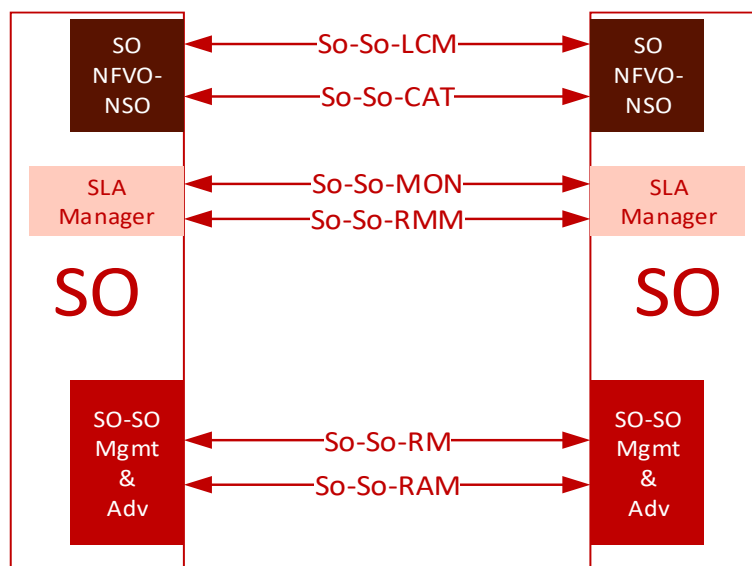 SO
NFVO-
NSO
So-So-LCM
So-So-CAT
SO
NFVO-
NSO
SLA
Manager
So-So-MON
So-So-RMM
SLA
Manager
SO
SO
SO-SO
Mgmt
&
Adv
So-So-RM
So-So-RAM
SO-SO
Mgmt
&
Adv